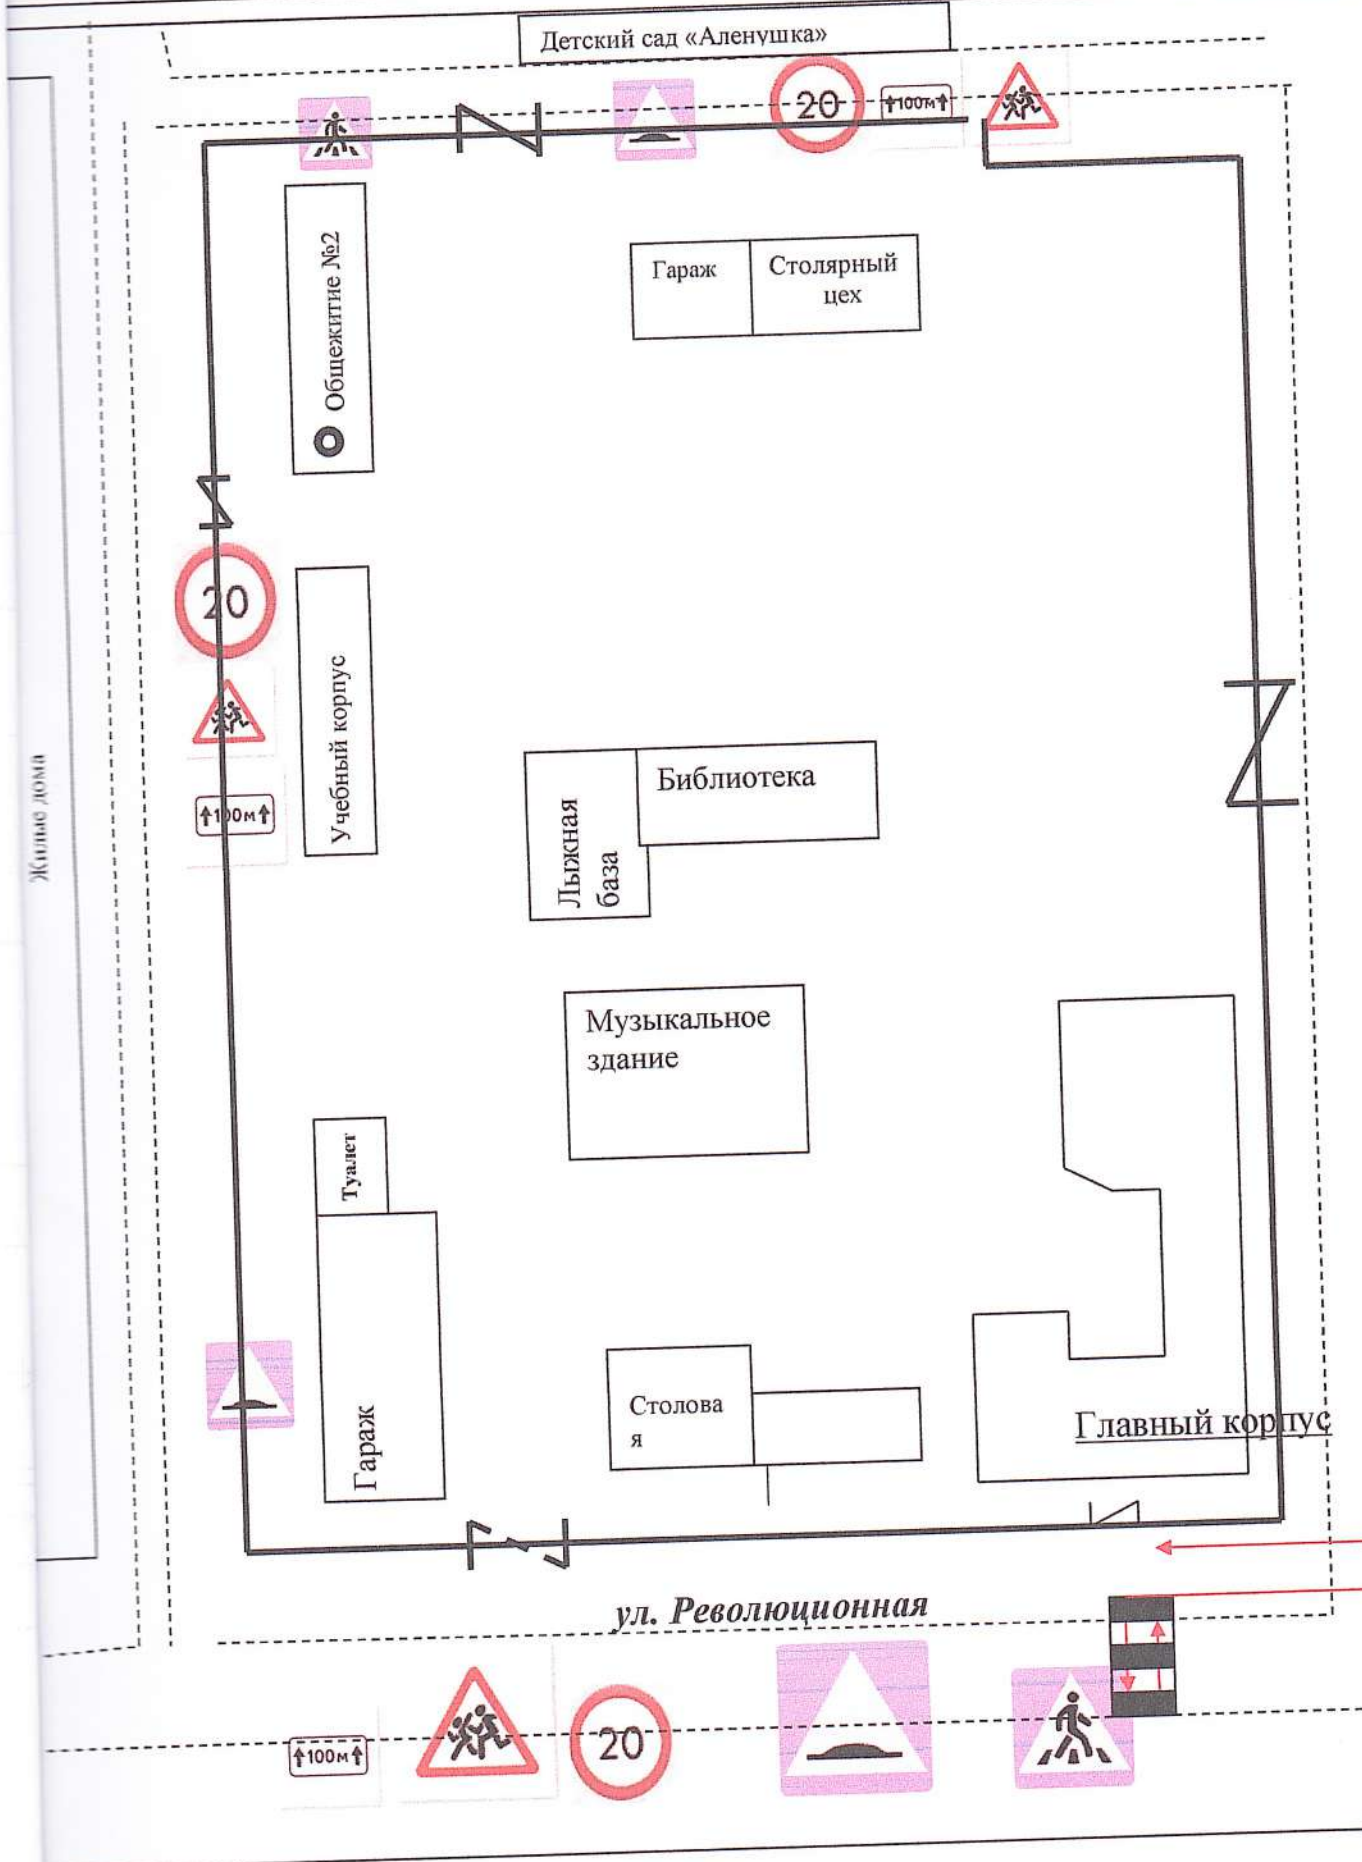 Детский сад «Аленушка»
20
100м
Общежитие №2
Гараж
Столярный
цех
20
100м
Учебный корпус
Жилые дома
Библиотека
Лыжная
база
Музыкальное
здание
Туалет
Гараж
Столова
я
Главный корпус
ул. Революционная
100м
20